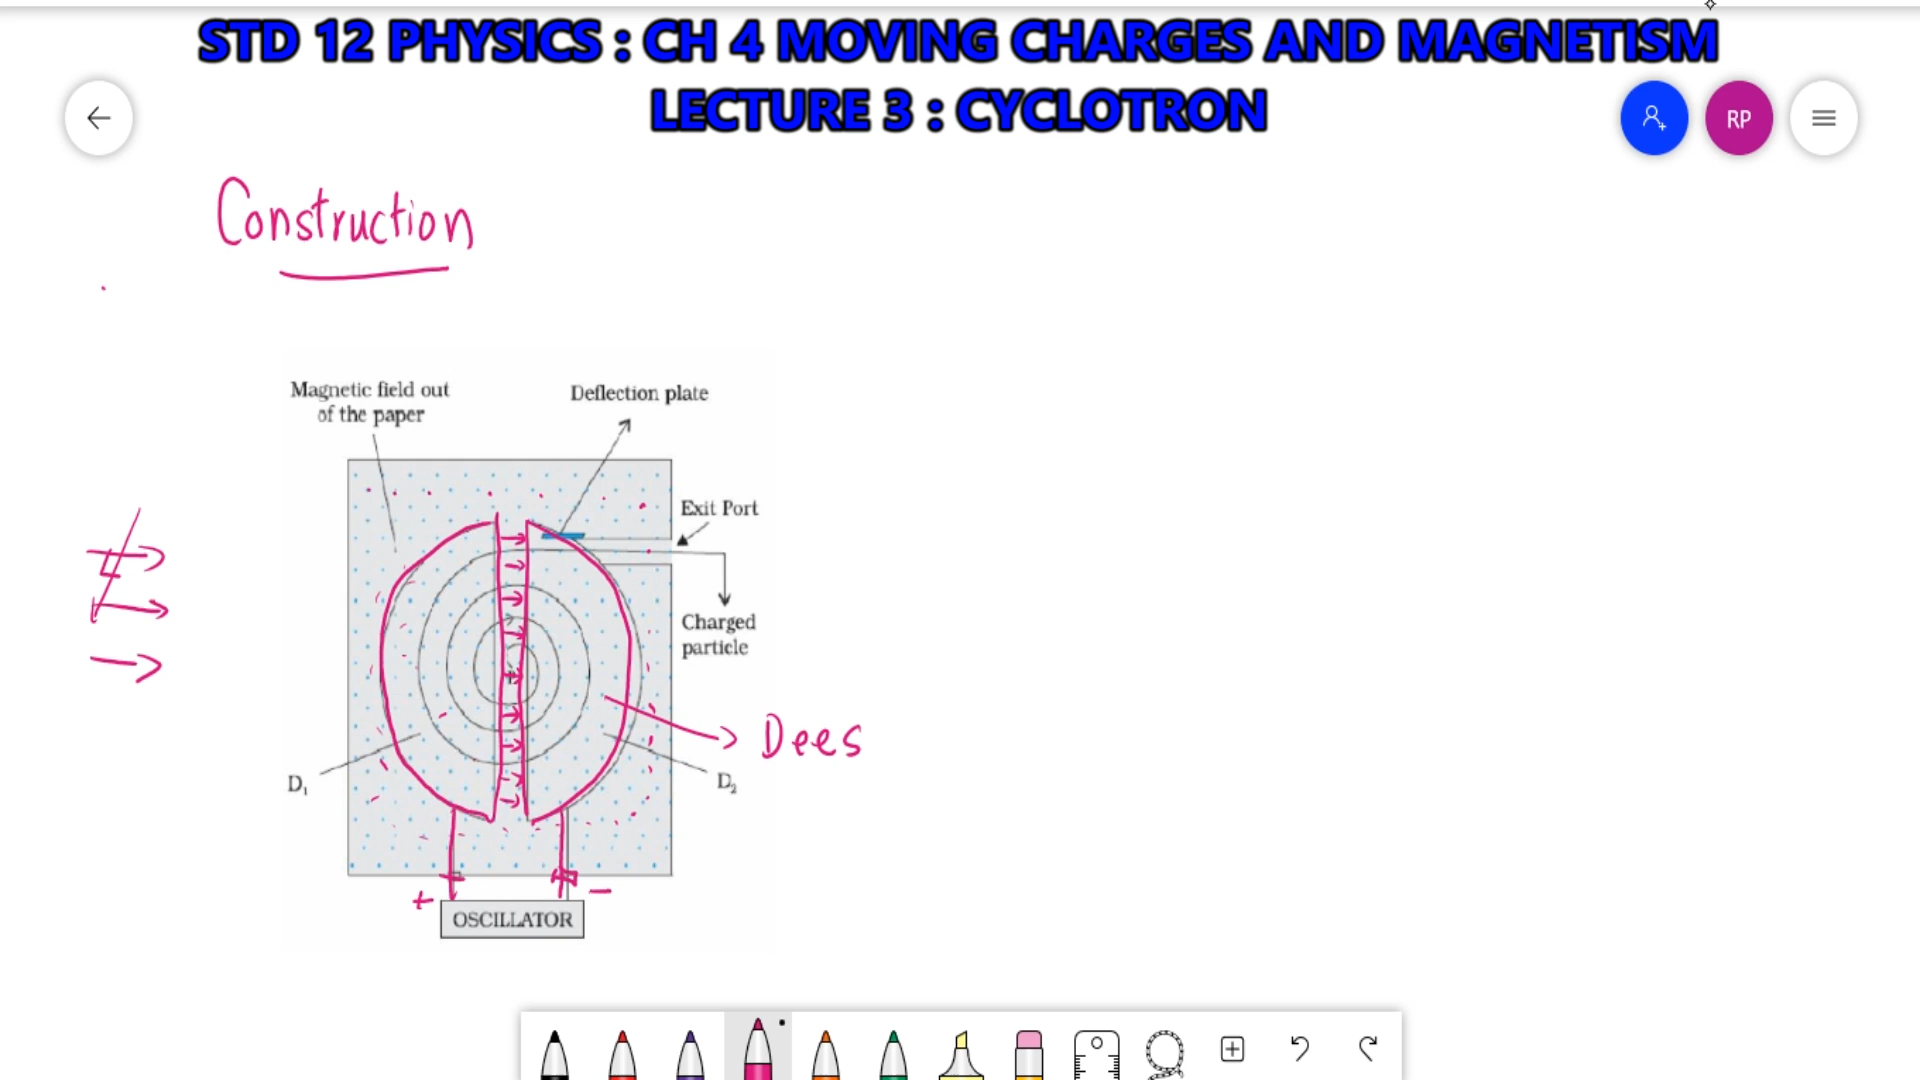 STD 12 PHYSICS : CH 4 MOVING CHARGES AND MAGNETISM
LECTURE 3 : CYCLOTRON
RP
Construction
Magnetic field out
of the paper
Deflection plate
Exit Port
Charged
particle
Dees
D₁
D₂
+ −
OSCILLATOR